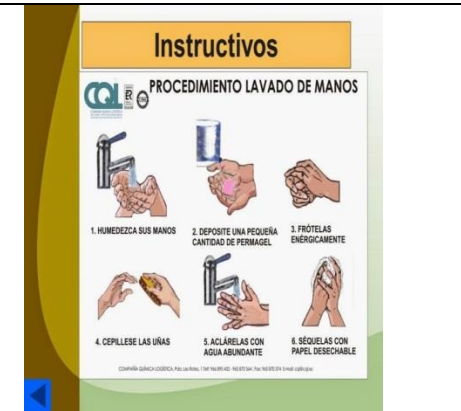 Instructivos
CQL
PROCEDIMIENTO LAVADO DE MANOS
1. HUMEDEZCA SUS MANOS
2. DEPOSITE UNA PEQUEÑA
CANTIDAD DE PERMAGEL
3. FRÓTELAS
ENÉRGICAMENTE
4. CEPILLESE LAS UÑAS
5. ACLÁRELAS CON
AGUA ABUNDANTE
6. SÉQUELAS CON
PAPEL DESECHABLE